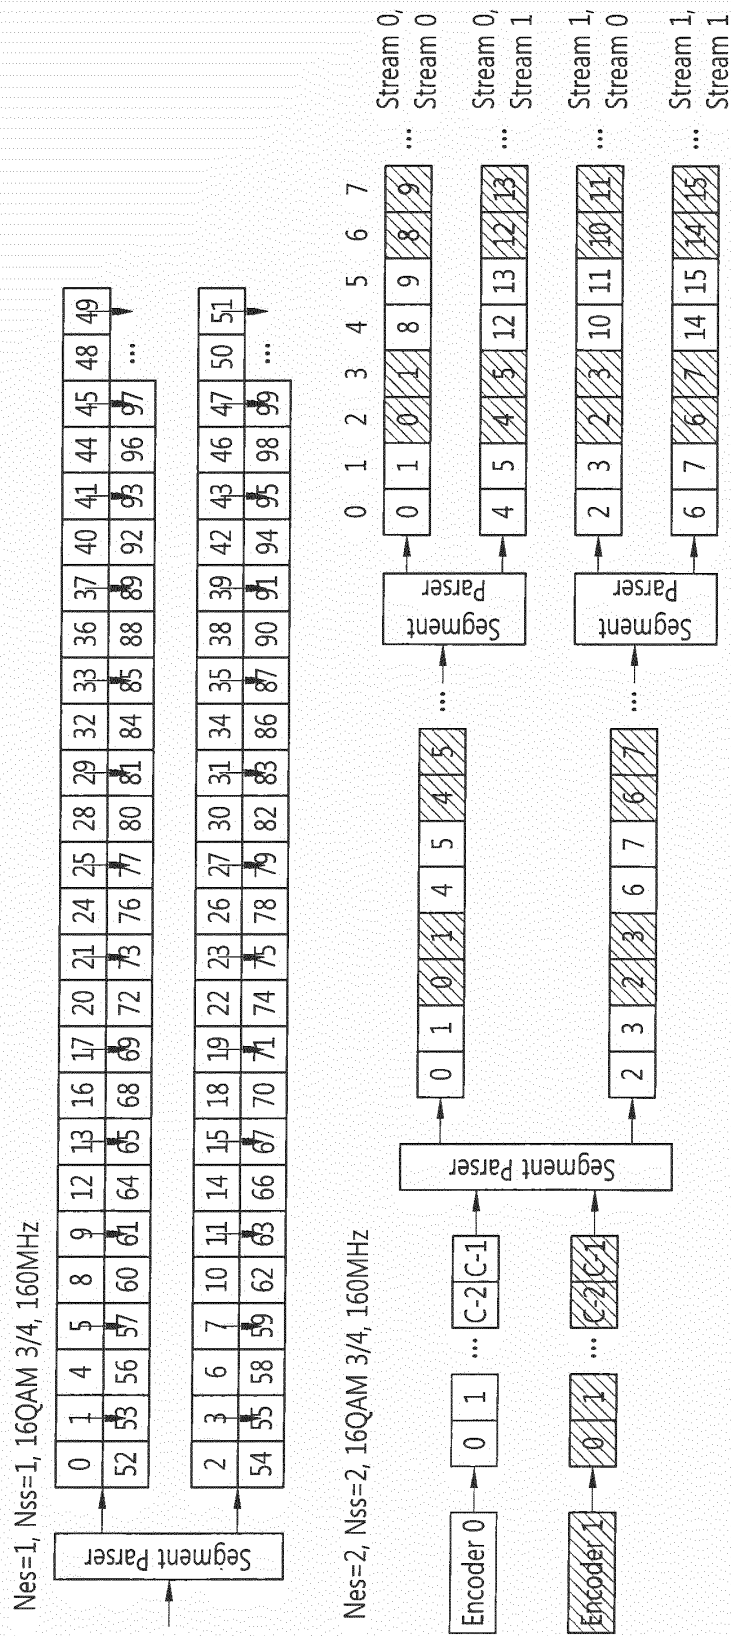 Nes=1, Nss=1, 16QAM 3/4, 160MHz
Segment Parser
0 1 4 5 8 9 12 13 16 17 20 21 24 25 28 29 32 33 36 37 40 41 44 45 48 49
52 53 56 57 60 61 64 65 68 69 72 73 76 77 80 81 84 85 88 89 92 93 96 97 ...
2 3 6 7 10 11 14 15 18 19 22 23 26 27 30 31 34 35 38 39 42 43 46 47 50 51
54 55 58 59 62 63 66 67 70 71 74 75 78 79 82 83 86 87 90 91 94 95 98 99 ...
Nes=2, Nss=2, 16QAM 3/4, 160MHz
Encoder 0
0 1 ... C-2 C-1
Encoder 1
0 1 ... C-2 C-1
Segment Parser
0 1 0 1 4 5 4 5 ...
2 3 2 3 6 7 6 7 ...
Segment
Parser
Segment
Parser
0 1 2 3 4 5 6 7
0 1 0 1 8 9 8 9 ...
Stream 0,
Stream 0
4 5 4 5 12 13 12 13 ...
Stream 0,
Stream 1
2 3 2 3 10 11 10 11 ...
Stream 1,
Stream 0
6 7 6 7 14 15 14 15 ...
Stream 1,
Stream 1